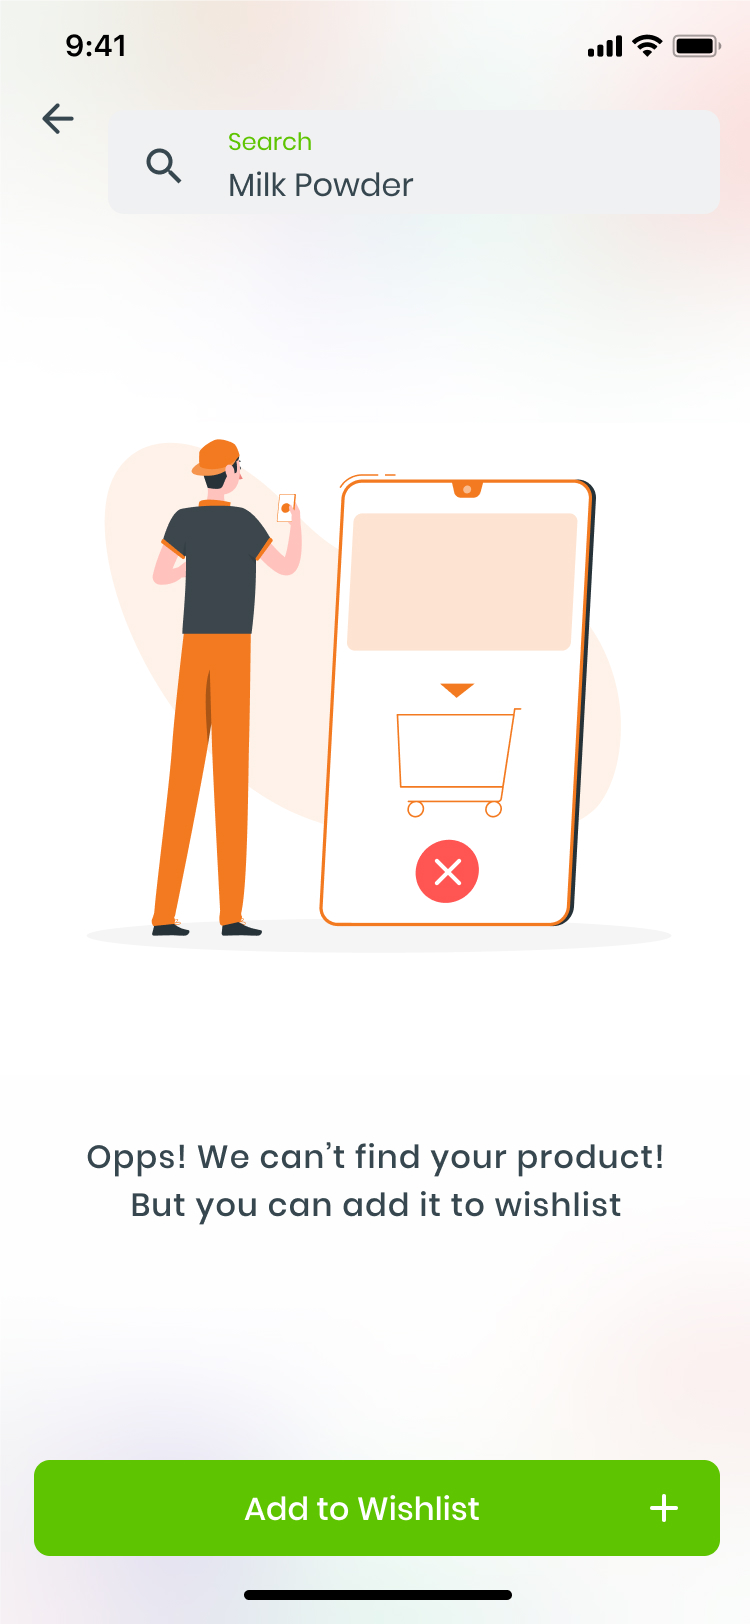 9:41
Search
Milk Powder
Opps! We can’t find your product!
But you can add it to wishlist
Add to Wishlist